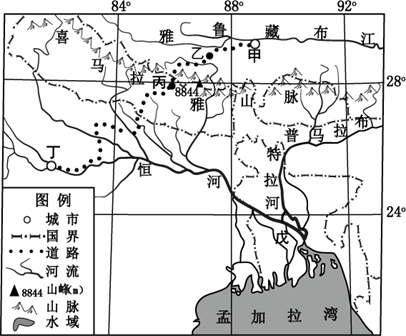 84° 88° 92°
喜 雅 鲁 藏 布 江
马 乙 甲
拉 丙 28°
8844 雅 山 脉
普 马 拉 布
特
丁 拉
恒 河 河
24°
戊
图例
城市
国界
道路
河流
8844 山峰(m)
山脉
水域
孟加拉湾